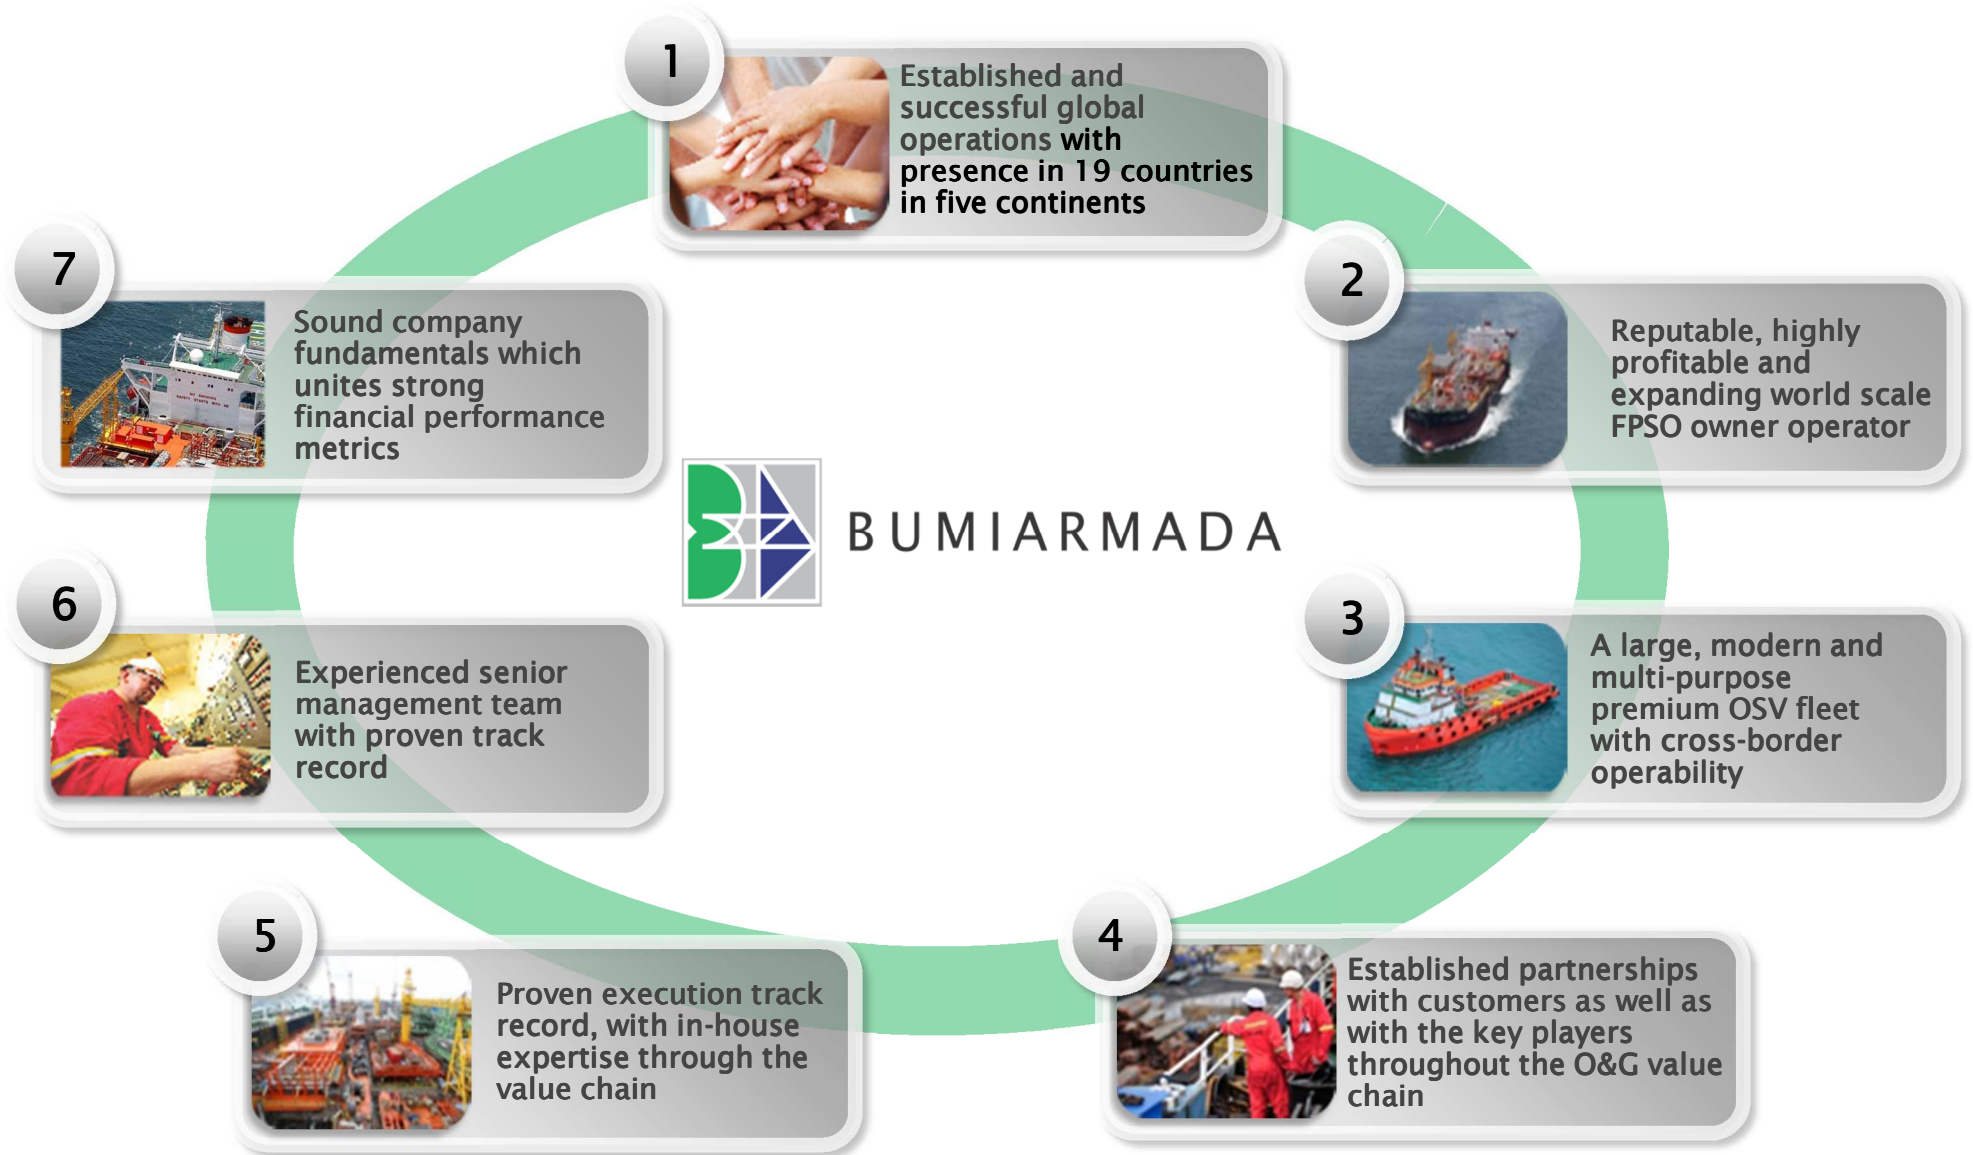 1
Established and
successful global
operations with
presence in 19 countries
in five continents
2
Reputable, highly
profitable and
expanding world scale
FPSO owner operator
3
A large, modern and
multi-purpose
premium OSV fleet
with cross-border
operability
4
Established partnerships
with customers as well as
with the key players
throughout the O&G value
chain
5
Proven execution track
record, with in-house
expertise through the
value chain
6
Experienced senior
management team
with proven track
record
7
Sound company
fundamentals which
unites strong
financial performance
metrics
NO SMOKING
BUMIARMADA